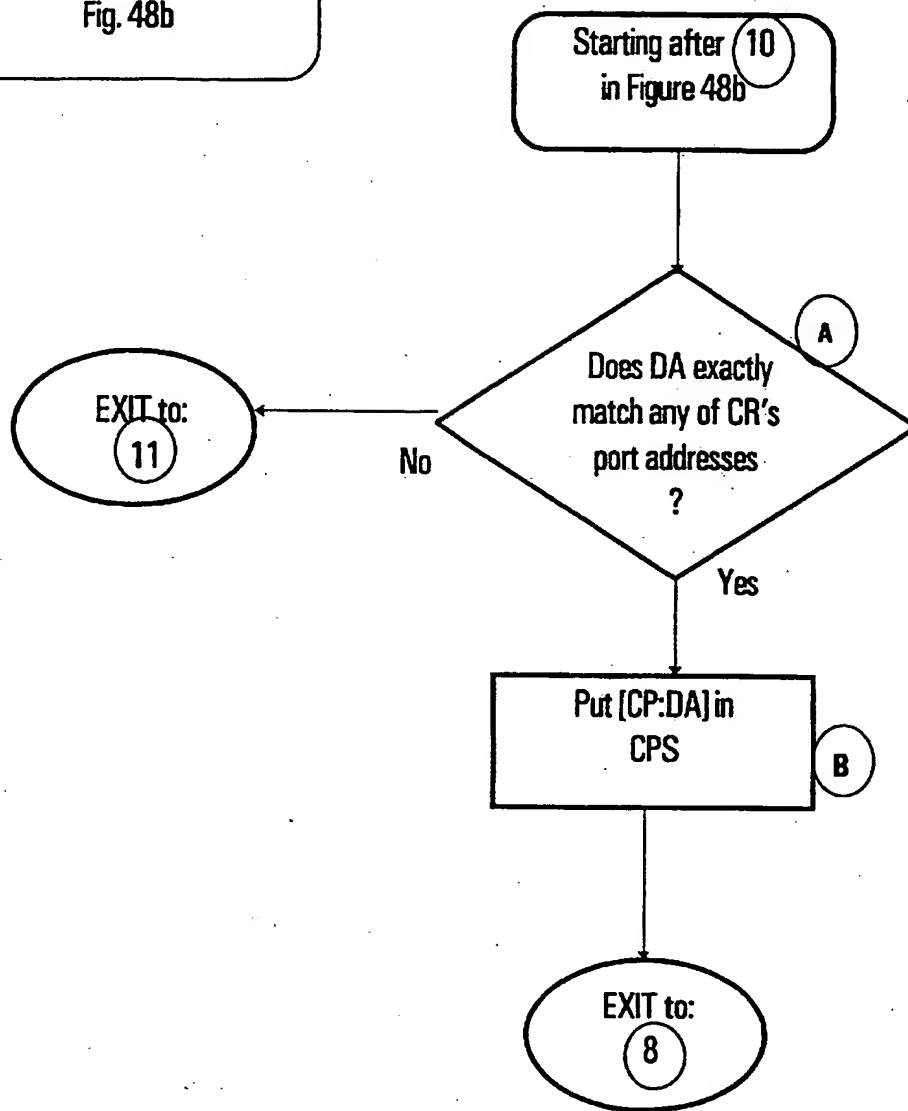 Fig. 48b
Starting after 10
in Figure 48b
A
Does DA exactly
match any of CR's
port addresses
?
EXIT to:
11
No
Yes
Put [CP:DA] in
CPS
B
EXIT to:
8